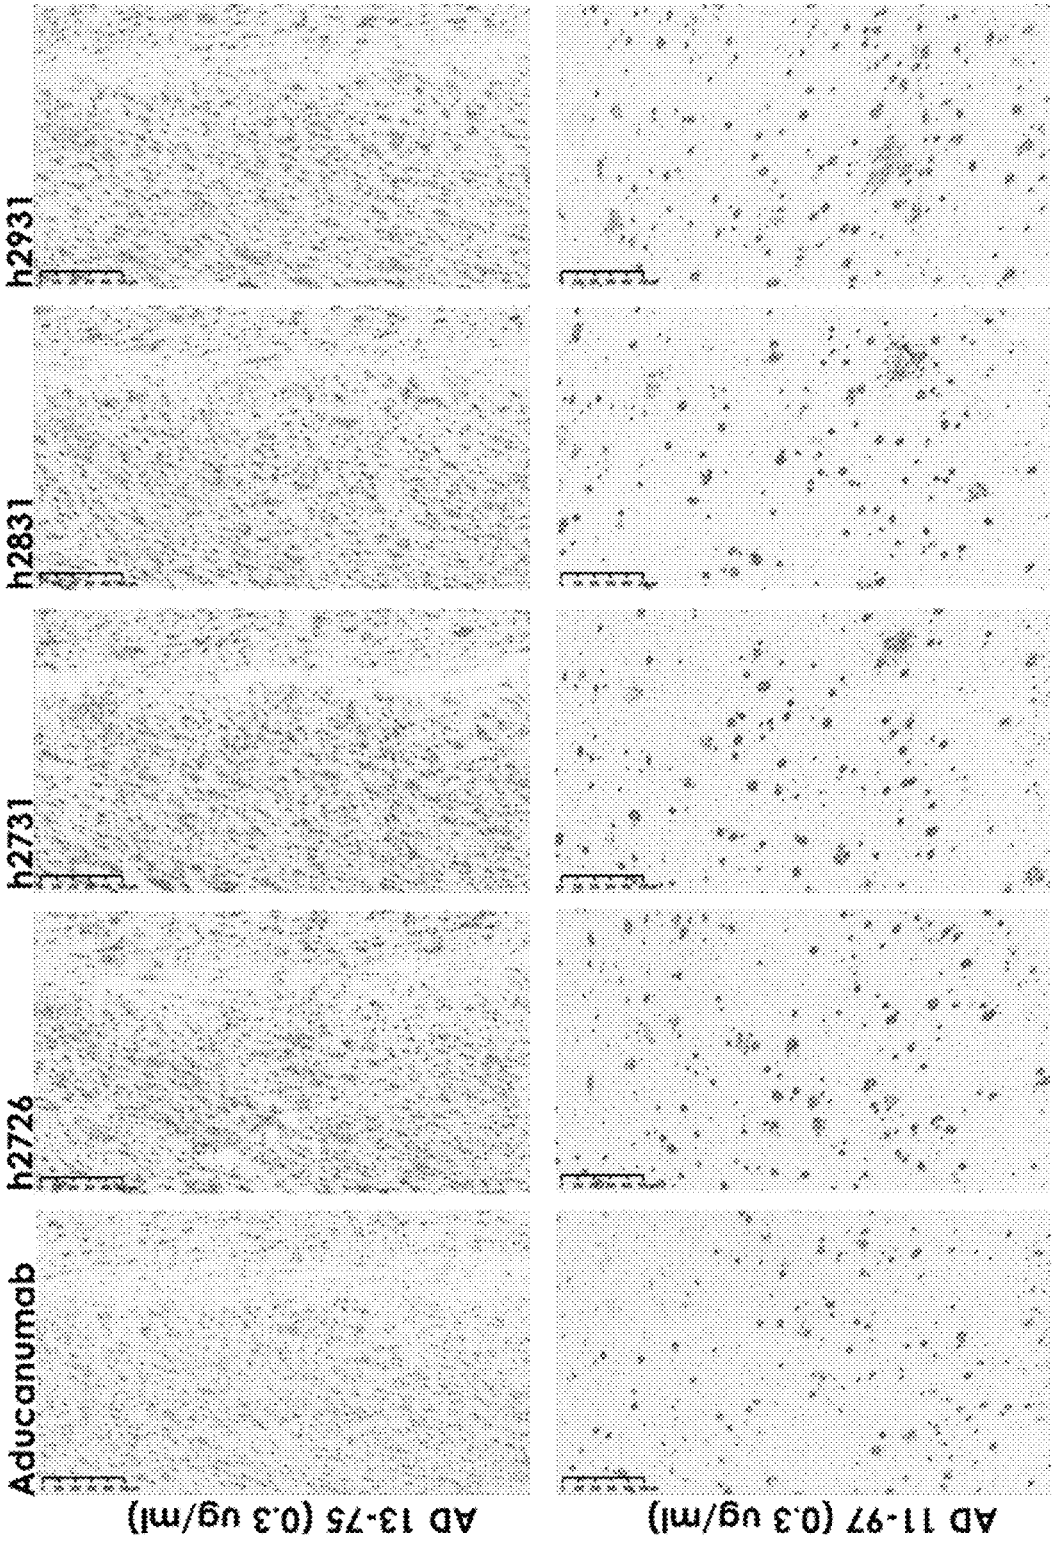 Aducanumab
h2726
h2731
h2831
h2931
AD 13-75 (0.3 ug/ml)
AD 11-97 (0.3 ug/ml)